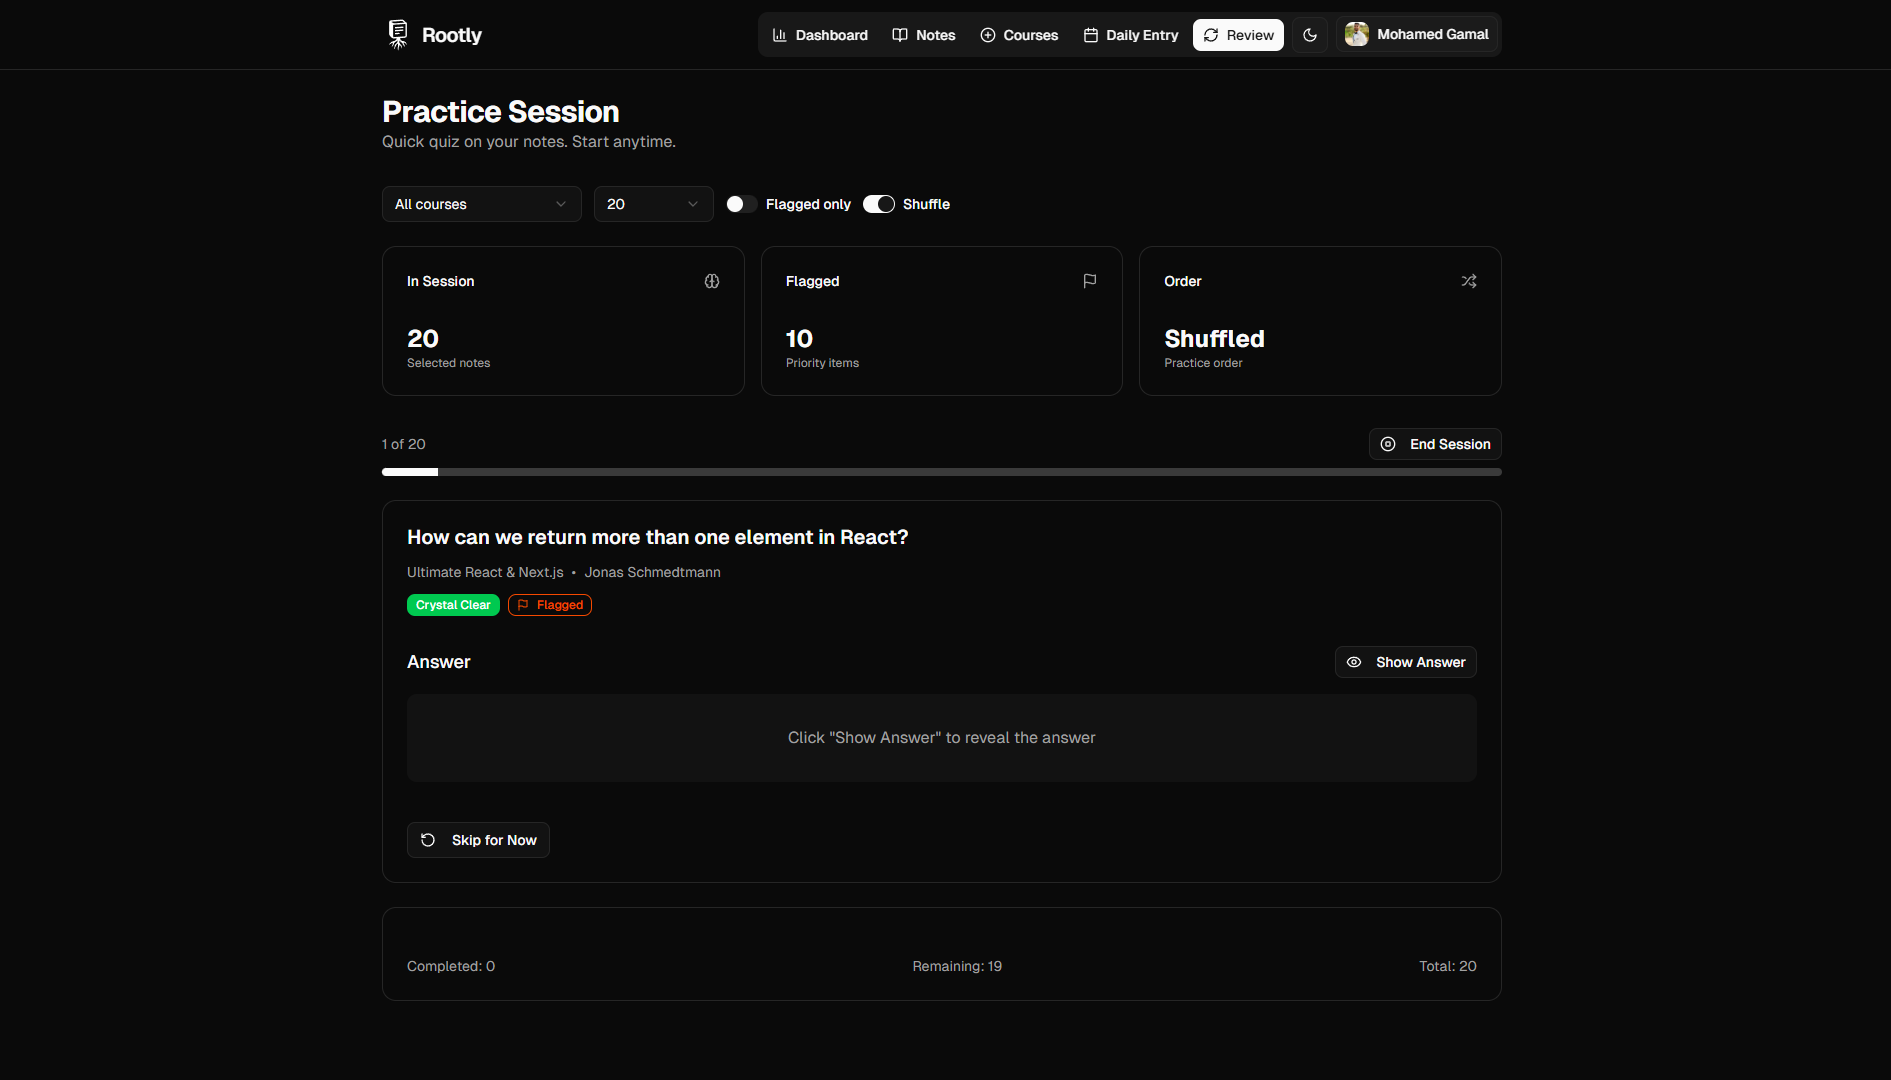 Rootly
Dashboard
Notes
Courses
Daily Entry
Review
Mohamed Gamal
Practice Session
Quick quiz on your notes. Start anytime.
All courses
20
Flagged only
Shuffle
In Session
20
Selected notes
Flagged
10
Priority items
Order
Shuffled
Practice order
1 of 20
End Session
How can we return more than one element in React?
Ultimate React & Next.js • Jonas Schmedtmann
Crystal Clear
Flagged
Answer
Show Answer
Click "Show Answer" to reveal the answer
Skip for Now
Completed: 0
Remaining: 19
Total: 20